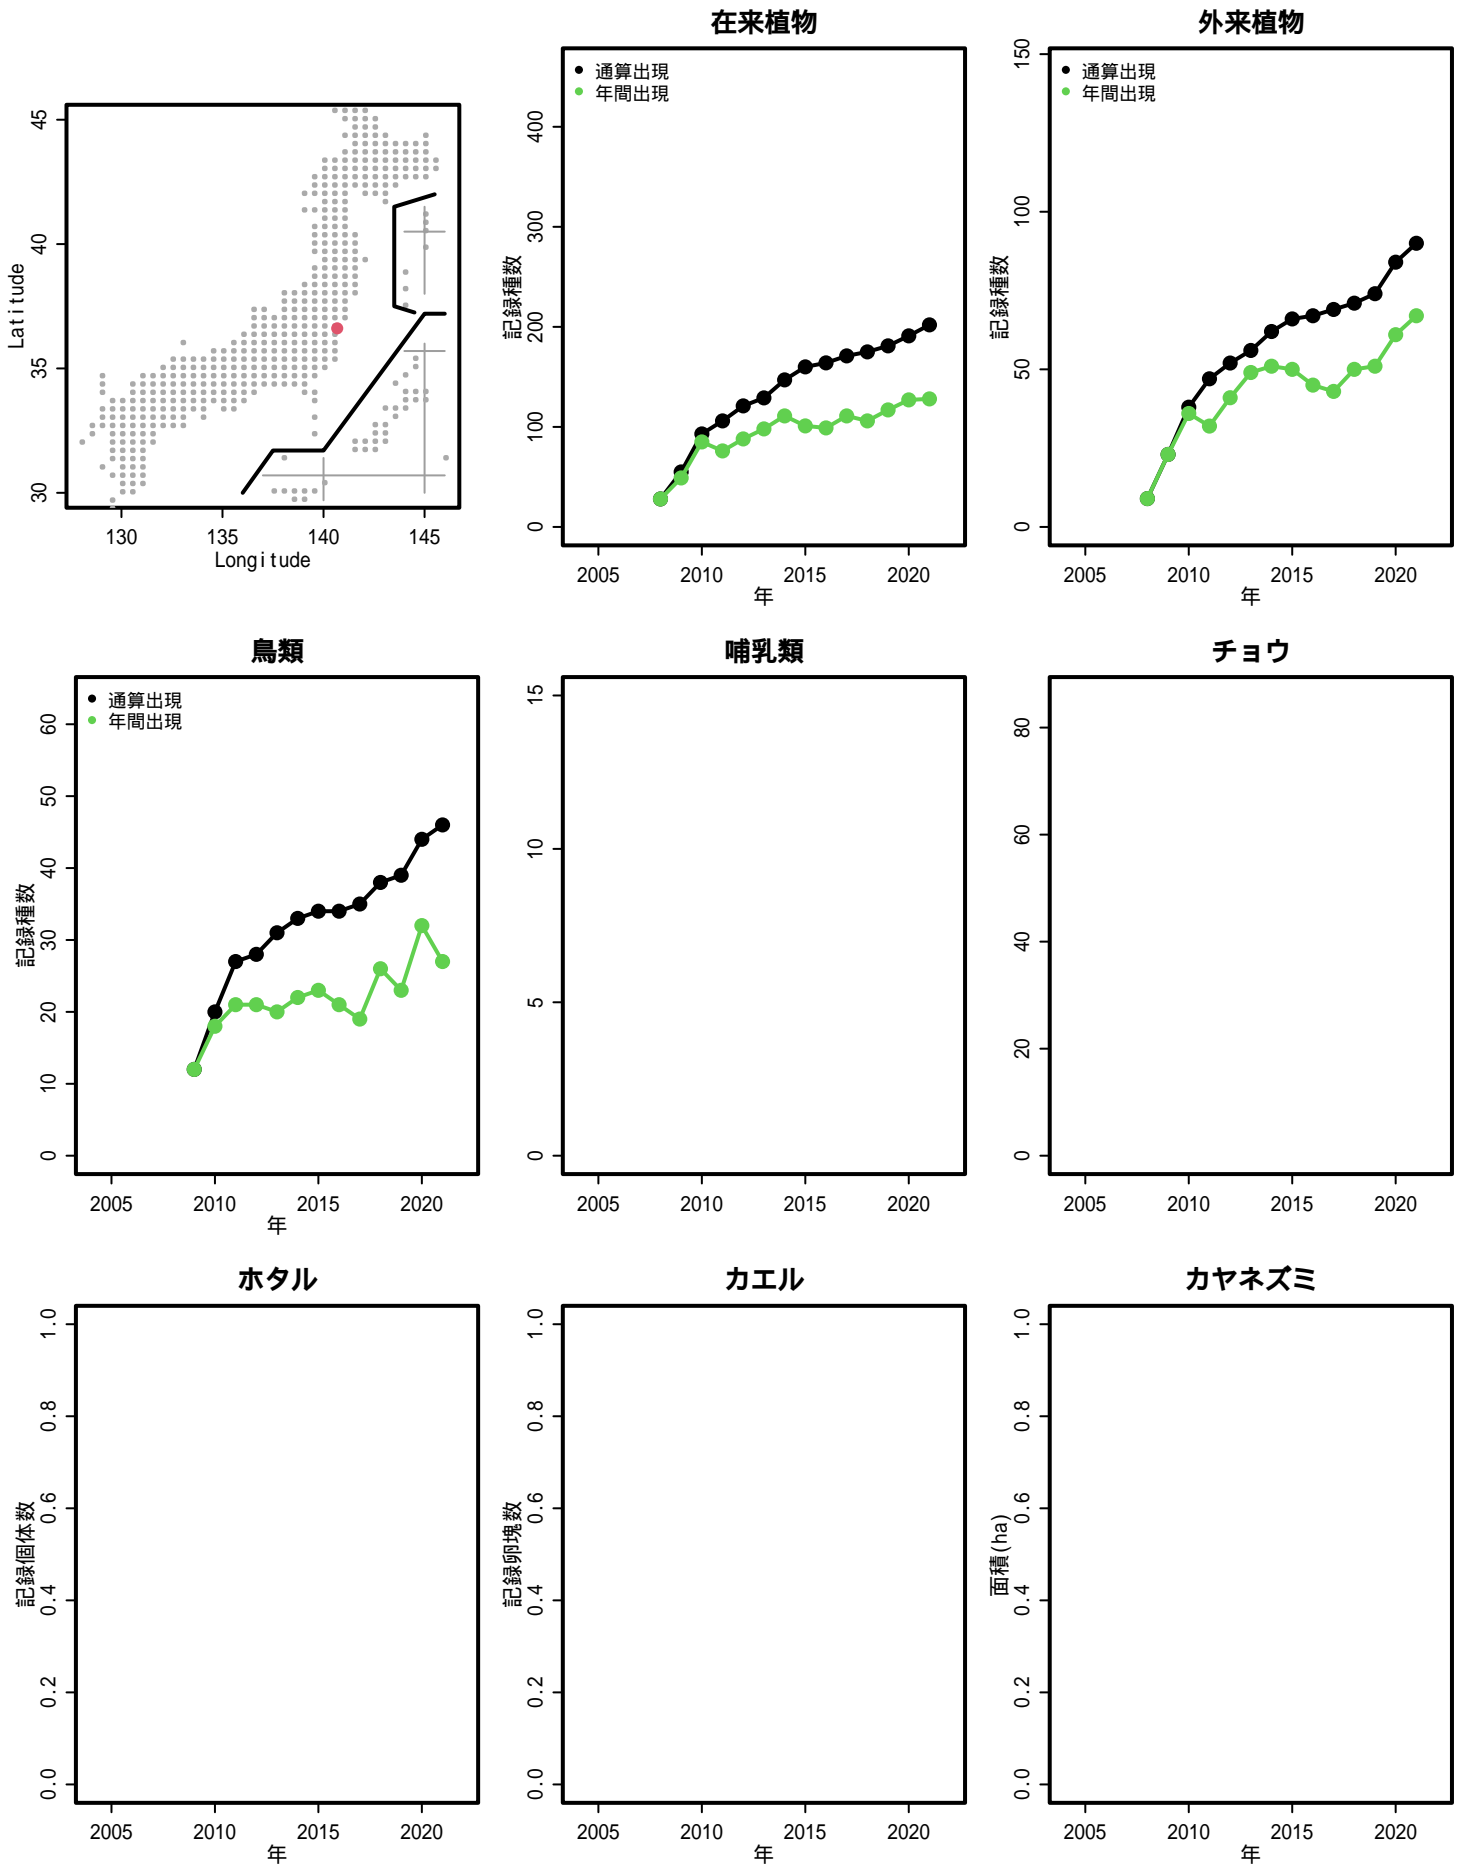 45
40
35
30
Latitude
130
135
140
145
Longitude
在来植物
通算出現
年間出現
400
300
200
100
0
記録種数
2005
2010
2015
2020
年
外来植物
通算出現
年間出現
150
100
50
0
記録種数
2005
2010
2015
2020
年
鳥類
通算出現
年間出現
60
50
40
30
20
10
0
記録種数
2005
2010
2015
2020
年
哺乳類
15
10
5
0
2005
2010
2015
2020
チョウ
80
60
40
20
0
2005
2010
2015
2020
ホタル
1.0
0.8
0.6
0.4
0.2
0.0
記録個体数
2005
2010
2015
2020
年
カエル
1.0
0.8
0.6
0.4
0.2
0.0
記録卵塊数
2005
2010
2015
2020
年
カヤネズミ
1.0
0.8
0.6
0.4
0.2
0.0
面積(ha)
2005
2010
2015
2020
年